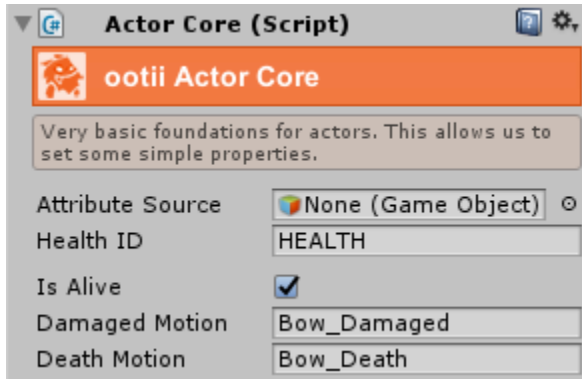 Actor Core (Script)
ootii Actor Core
Very basic foundations for actors. This allows us to
set some simple properties.
Attribute Source None (Game Object)
Health ID HEALTH
Is Alive
Damaged Motion Bow_Damaged
Death Motion Bow_Death